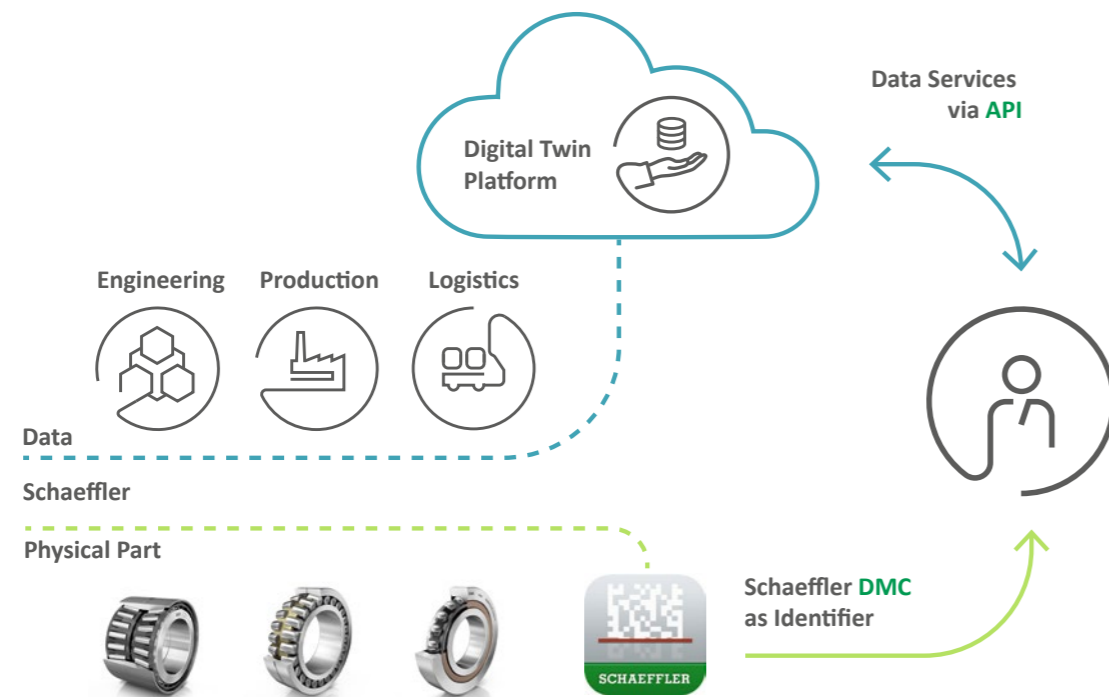 Data Services
via API
Digital Twin
Platform
Engineering
Production
Logistics
Data
Schaeffler
Physical Part
Schaeffler DMC
as Identifier
SCHAEFFLER